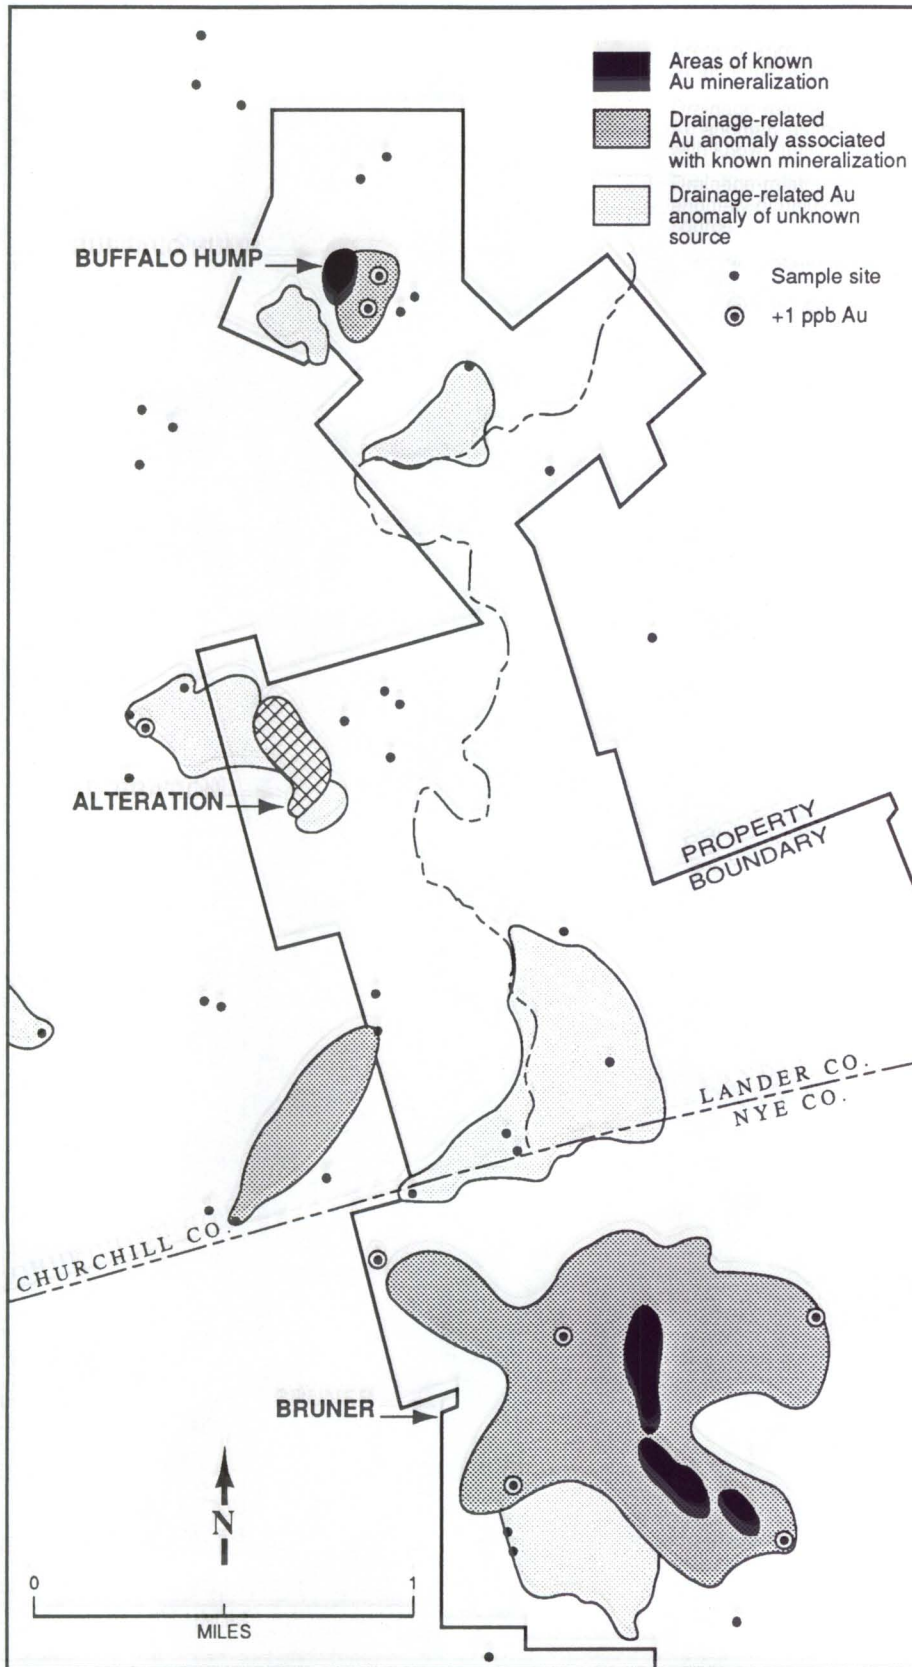 Areas of known
Au mineralization
Drainage-related
Au anomaly associated
with known mineralization
Drainage-related Au
anomaly of unknown
source
Sample site
+1 ppb Au
BUFFALO HUMP
ALTERATION
PROPERTY
BOUNDARY
LANDER CO.
NYE CO.
CHURCHILL CO.
BRUNER
N
0 1
MILES